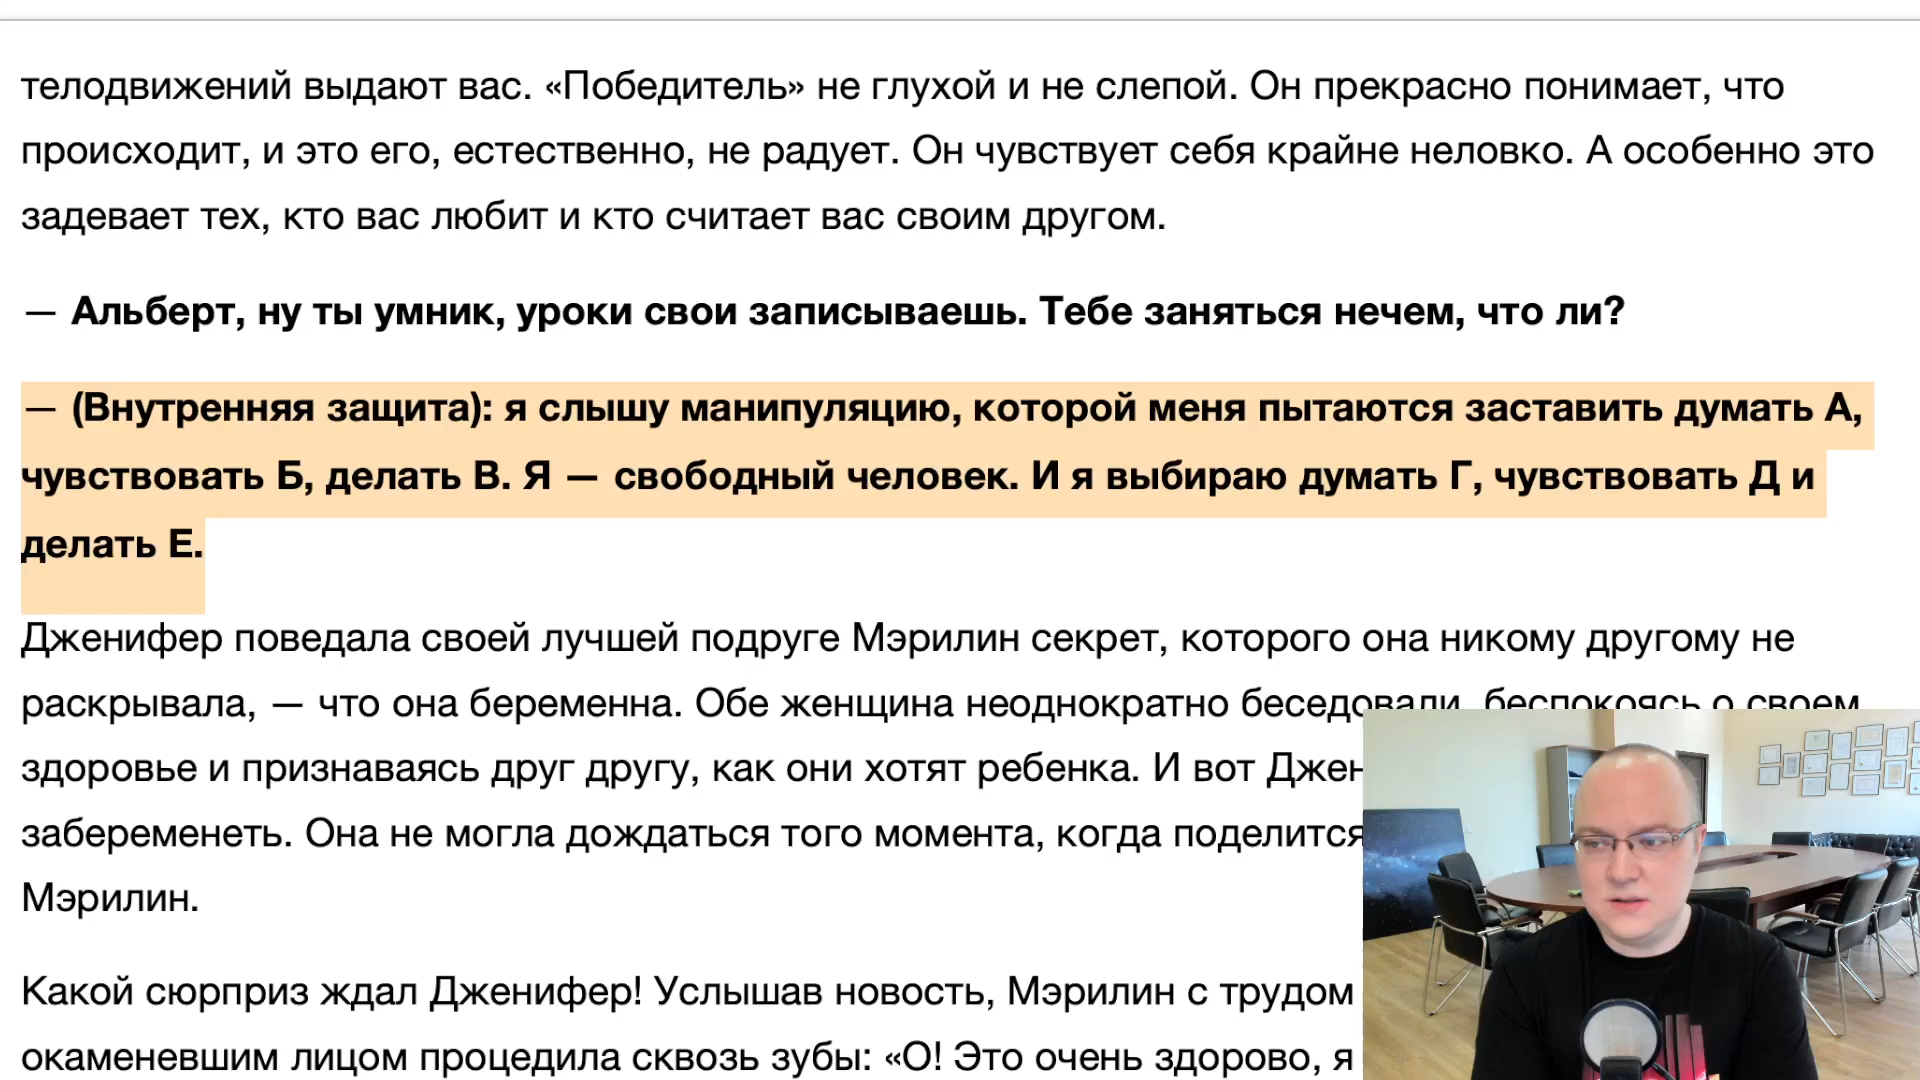 телодвижений выдают вас. «Победитель» не глухой и не слепой. Он прекрасно понимает, что
происходит, и это его, естественно, не радует. Он чувствует себя крайне неловко. А особенно это
задевает тех, кто вас любит и кто считает вас своим другом.
— Альберт, ну ты умник, уроки свои записываешь. Тебе заняться нечем, что ли?
— (Внутренняя защита): я слышу манипуляцию, которой меня пытаются заставить думать А,
чувствовать Б, делать В. Я — свободный человек. И я выбираю думать Г, чувствовать Д и
делать Е.
Дженифер поведала своей лучшей подруге Мэрилин секрет, которого она никому другому не
раскрывала, — что она беременна. Обе женщина неоднократно беседовали, беспокоясь о своем
здоровье и признаваясь друг другу, как они хотят ребенка. И вот Джен
забеременеть. Она не могла дождаться того момента, когда поделится
Мэрилин.
Какой сюрприз ждал Дженифер! Услышав новость, Мэрилин с трудом
окаменевшим лицом процедила сквозь зубы: «О! Это очень здорово, я